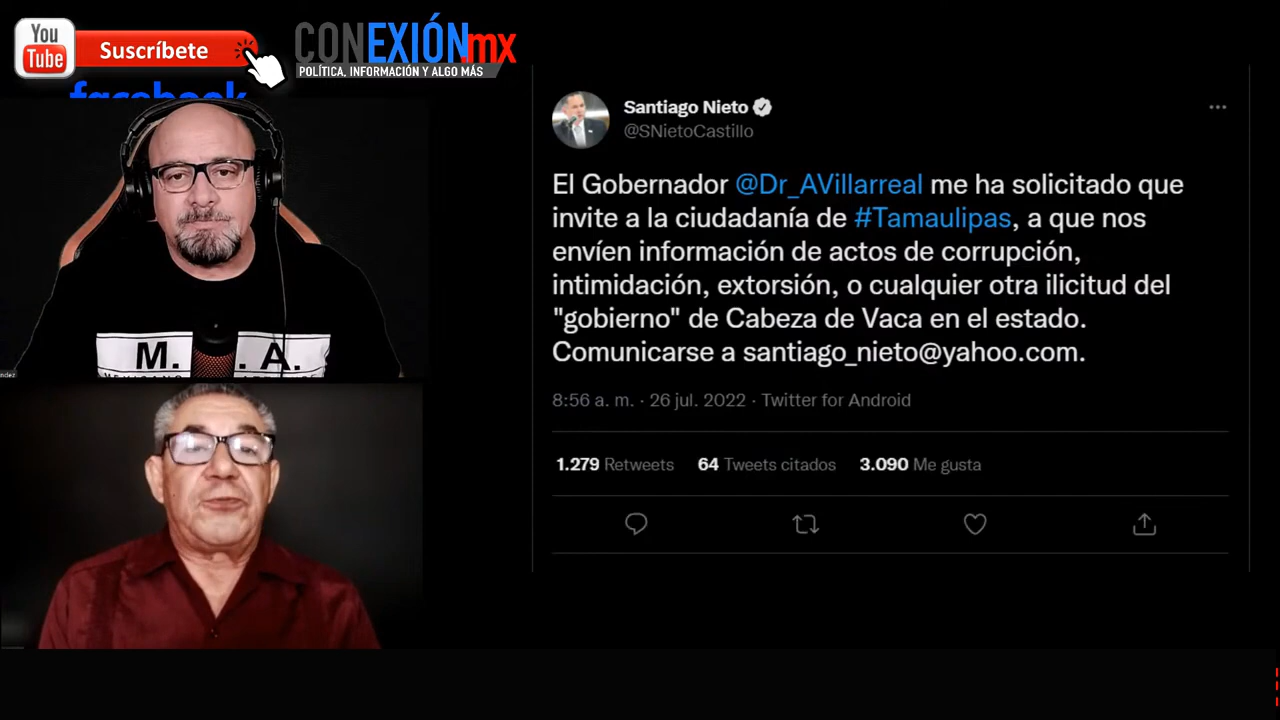 You
Tube
Suscríbete
CONEXIÓN.mx
POLÍTICA, INFORMACIÓN Y ALGO MÁS
facebook
M. . A.
ndez
Santiago Nieto
@SNietoCastillo
El Gobernador @Dr_AVillarreal me ha solicitado que
invite a la ciudadanía de #Tamaulipas, a que nos
envíen información de actos de corrupción,
intimidación, extorsión, o cualquier otra ilicitud del
"gobierno" de Cabeza de Vaca en el estado.
Comunicarse a santiago_nieto@yahoo.com.
8:56 a. m. · 26 jul. 2022 · Twitter for Android
1.279 Retweets 64 Tweets citados 3.090 Me gusta